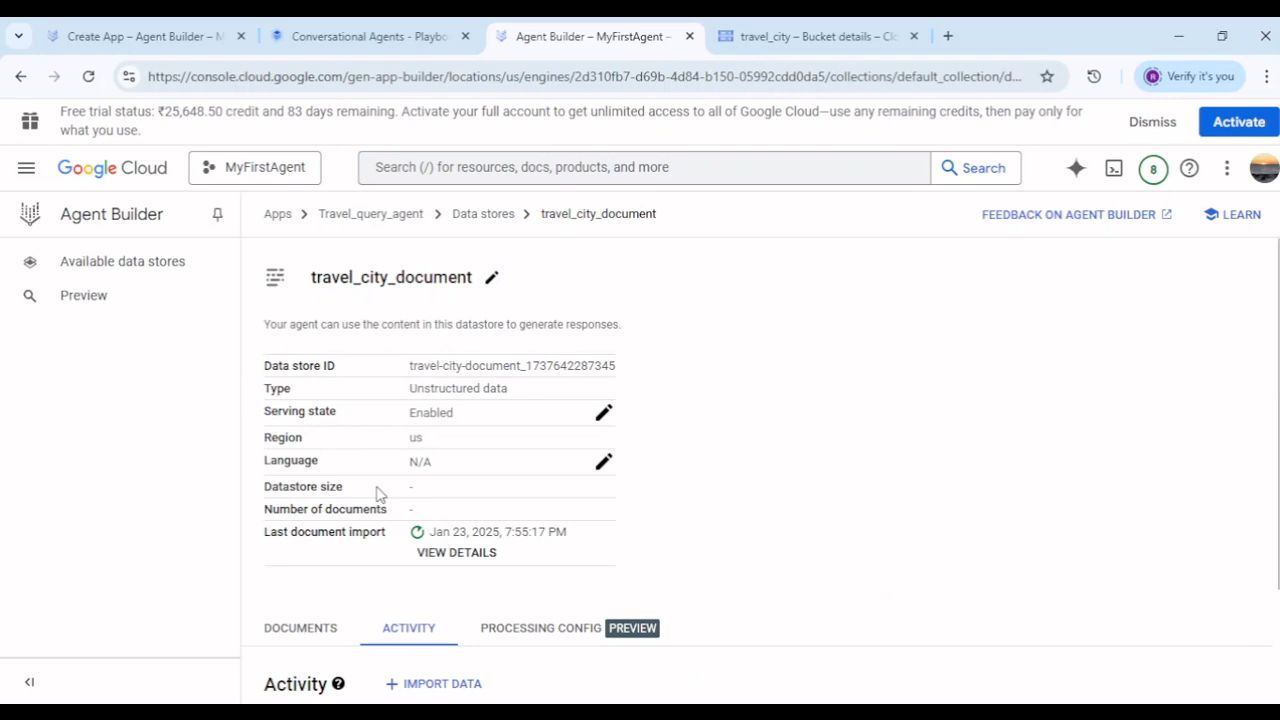 Create App – Agent Builder – M
Conversational Agents - Playbo
Agent Builder – MyFirstAgent –
travel_city – Bucket details – Clo
https://console.cloud.google.com/gen-app-builder/locations/us/engines/2d310fb7-d69b-4d84-b150-05992cdd0da5/collections/default_collection/d...
R
Verify it's you
Free trial status: ₹25,648.50 credit and 83 days remaining. Activate your full account to get unlimited access to all of Google Cloud—use any remaining credits, then pay only for
what you use.
Dismiss
Activate
Google Cloud
MyFirstAgent
Search (/) for resources, docs, products, and more
Search
8
Agent Builder
Apps > Travel_query_agent > Data stores > travel_city_document
FEEDBACK ON AGENT BUILDER
LEARN
Available data stores
Preview
travel_city_document
Your agent can use the content in this datastore to generate responses.
Data store ID travel-city-document_1737642287345
Type Unstructured data
Serving state Enabled
Region us
Language N/A
Datastore size -
Number of documents -
Last document import Jan 23, 2025, 7:55:17 PM
VIEW DETAILS
DOCUMENTS ACTIVITY PROCESSING CONFIG PREVIEW
Activity + IMPORT DATA